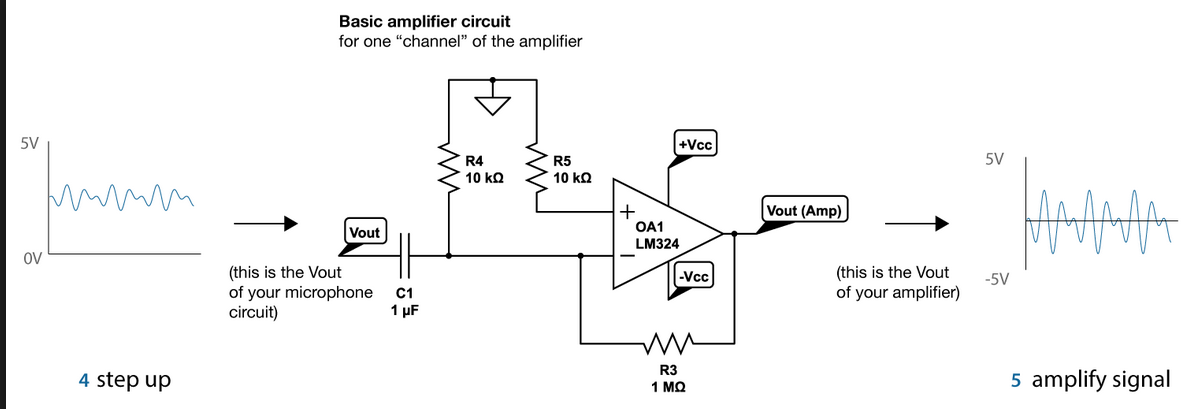 Basic amplifier circuit
for one “channel” of the amplifier
5V
0V
4 step up
(this is the Vout
of your microphone
circuit)
Vout
C1
1 µF
R4
10 kΩ
R5
10 kΩ
+
OA1
LM324
−
+Vcc
-Vcc
R3
1 MΩ
Vout (Amp)
(this is the Vout
of your amplifier)
5V
-5V
5 amplify signal